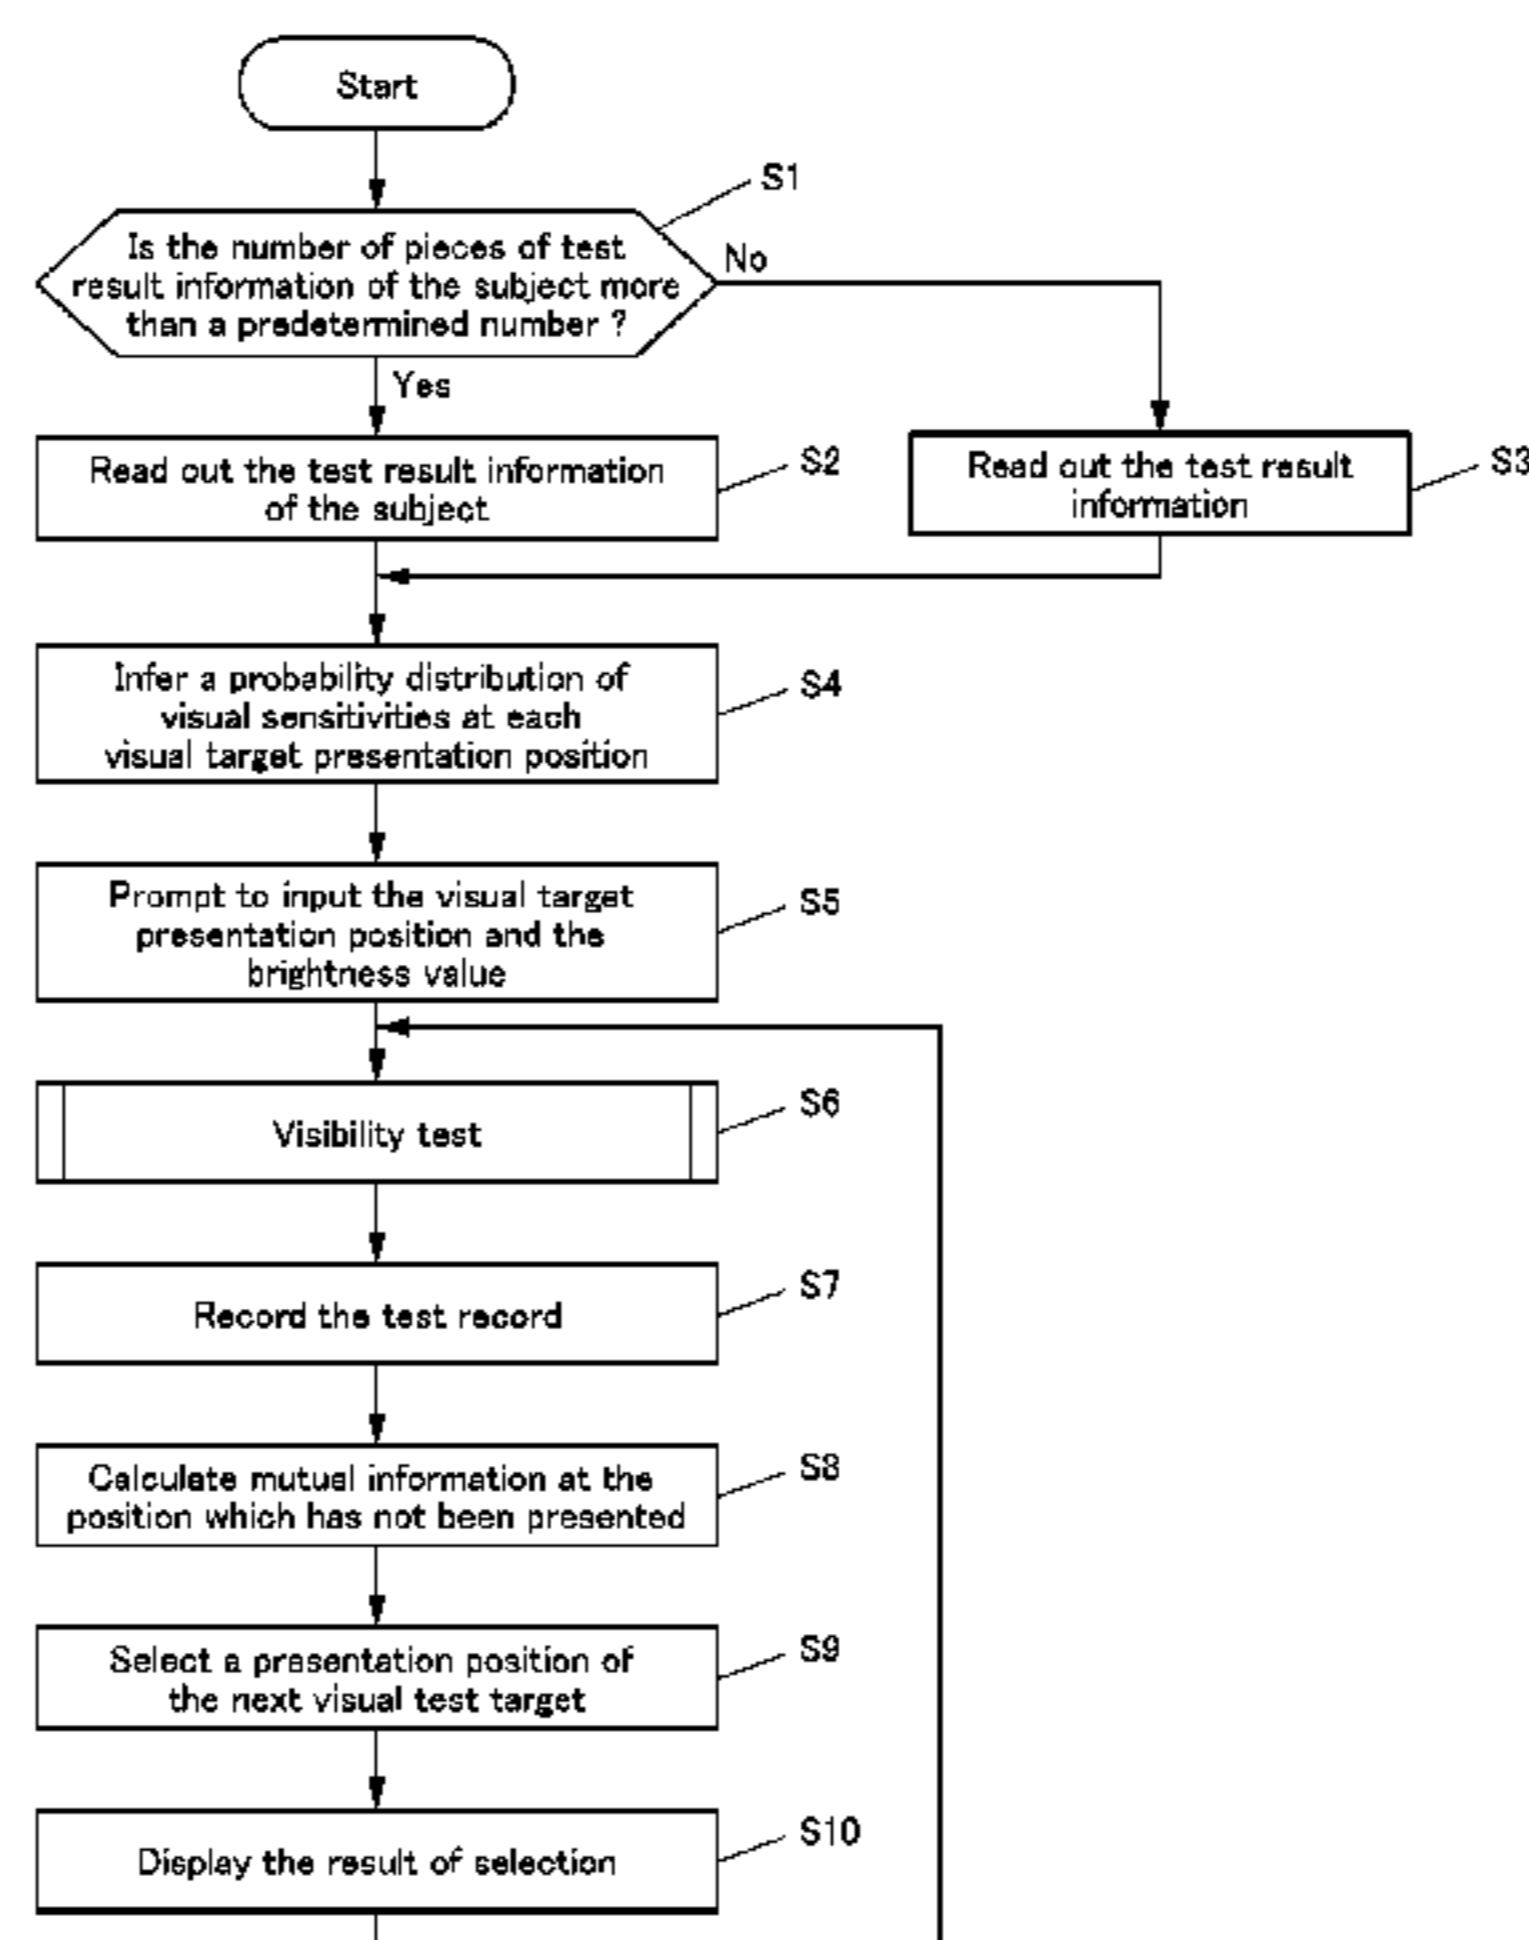 Start
S1
Is the number of pieces of test
result information of the subject more
than a predetermined number ?
No
Yes
Read out the test result information
of the subject
S2
Read out the test result
information
S3
Infer a probability distribution of
visual sensitivities at each
visual target presentation position
S4
Prompt to input the visual target
presentation position and the
brightness value
S5
Visibility test
S6
Record the test record
S7
Calculate mutual information at the
position which has not been presented
S8
Select a presentation position of
the next visual test target
S9
Display the result of selection
S10